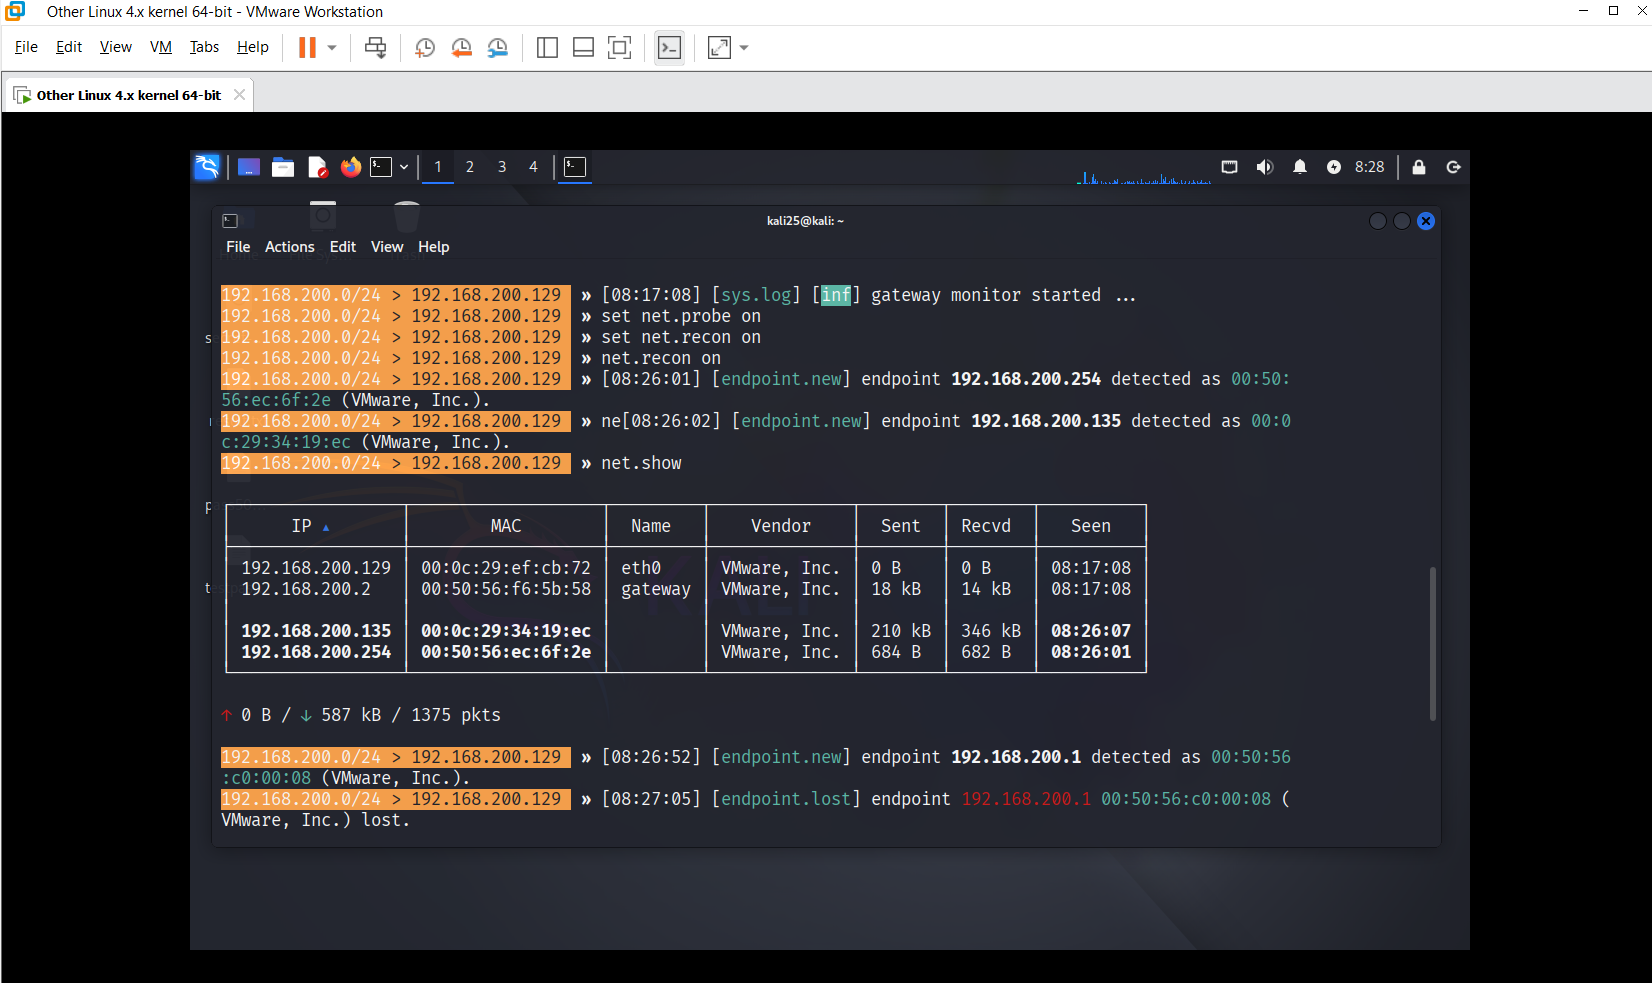 Other Linux 4.x kernel 64-bit - VMware Workstation
File Edit View VM Tabs Help
Other Linux 4.x kernel 64-bit
1 2 3 4 8:28
kali25@kali: ~
File Actions Edit View Help
192.168.200.0/24 > 192.168.200.129 » [08:17:08] [sys.log] [inf] gateway monitor started ...
192.168.200.0/24 > 192.168.200.129 » set net.probe on
192.168.200.0/24 > 192.168.200.129 » set net.recon on
192.168.200.0/24 > 192.168.200.129 » net.recon on
192.168.200.0/24 > 192.168.200.129 » [08:26:01] [endpoint.new] endpoint 192.168.200.254 detected as 00:50:
56:ec:6f:2e (VMware, Inc.).
192.168.200.0/24 > 192.168.200.129 » ne[08:26:02] [endpoint.new] endpoint 192.168.200.135 detected as 00:0
c:29:34:19:ec (VMware, Inc.).
192.168.200.0/24 > 192.168.200.129 » net.show
IP ▲ MAC Name Vendor Sent Recvd Seen
192.168.200.129 00:0c:29:ef:cb:72 eth0 VMware, Inc. 0 B 0 B 08:17:08
192.168.200.2 00:50:56:f6:5b:58 gateway VMware, Inc. 18 kB 14 kB 08:17:08
192.168.200.135 00:0c:29:34:19:ec VMware, Inc. 210 kB 346 kB 08:26:07
192.168.200.254 00:50:56:ec:6f:2e VMware, Inc. 684 B 682 B 08:26:01
↑ 0 B / ↓ 587 kB / 1375 pkts
192.168.200.0/24 > 192.168.200.129 » [08:26:52] [endpoint.new] endpoint 192.168.200.1 detected as 00:50:56
:c0:00:08 (VMware, Inc.).
192.168.200.0/24 > 192.168.200.129 » [08:27:05] [endpoint.lost] endpoint 192.168.200.1 00:50:56:c0:00:08 (
VMware, Inc.) lost.